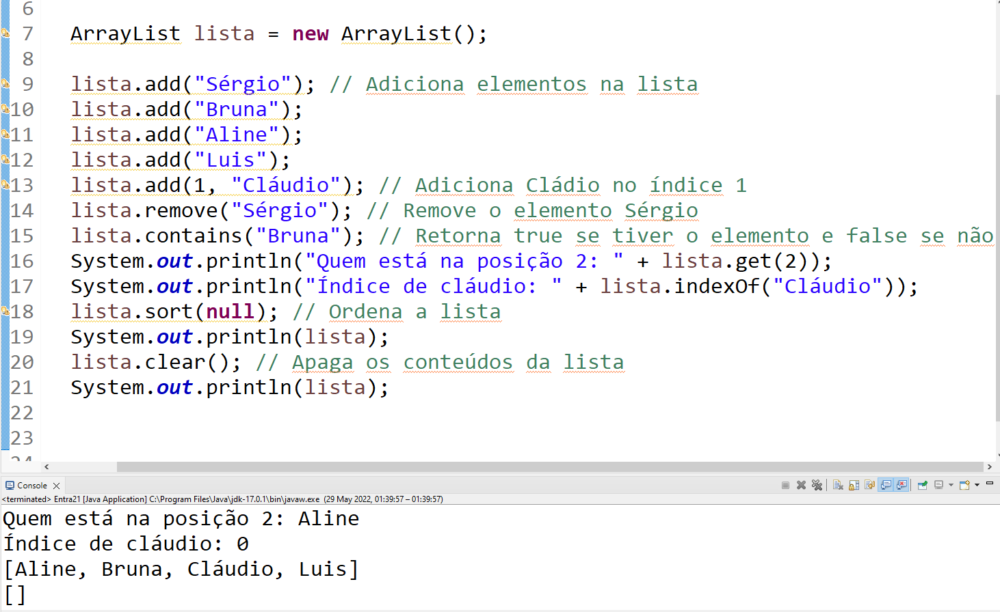 6
7 ArrayList lista = new ArrayList();
8
9 lista.add("Sérgio"); // Adiciona elementos na lista
10 lista.add("Bruna");
11 lista.add("Aline");
12 lista.add("Luis");
13 lista.add(1, "Cláudio"); // Adiciona Cládio no índice 1
14 lista.remove("Sérgio"); // Remove o elemento Sérgio
15 lista.contains("Bruna"); // Retorna true se tiver o elemento e false se não
16 System.out.println("Quem está na posição 2: " + lista.get(2));
17 System.out.println("Índice de cláudio: " + lista.indexOf("Cláudio"));
18 lista.sort(null); // Ordena a lista
19 System.out.println(lista);
20 lista.clear(); // Apaga os conteúdos da lista
21 System.out.println(lista);
22
23
24
Console
<terminated> Entra21 [Java Application] C:\Program Files\Java\jdk-17.0.1\bin\javaw.exe (29 May 2022, 01:39:57 – 01:39:57)
Quem está na posição 2: Aline
Índice de cláudio: 0
[Aline, Bruna, Cláudio, Luis]
[]